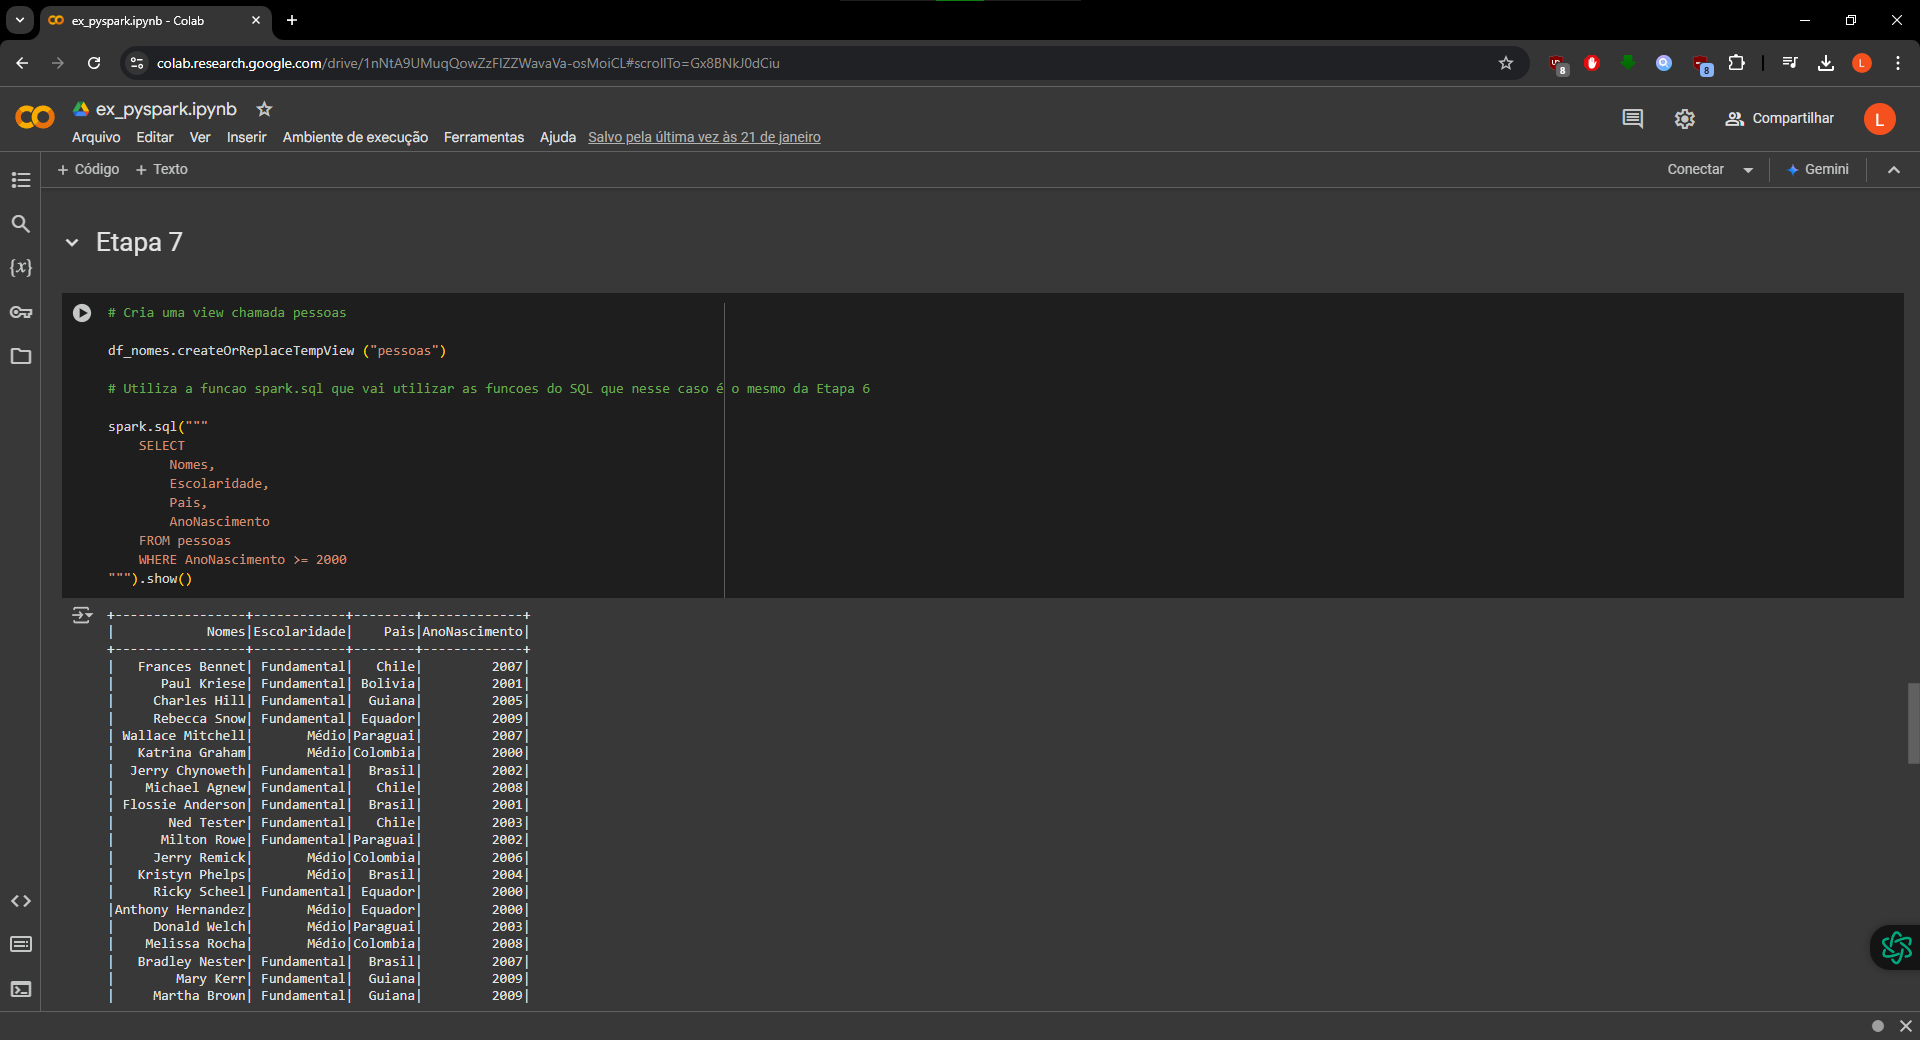 ex_pyspark.ipynb - Colab
colab.research.google.com/drive/1nNtA9UMuqQowZzFIZZWavaVa-osMoiCL#scrollTo=Gx8BNkJ0dCiu
8
8
L
ex_pyspark.ipynb
Arquivo Editar Ver Inserir Ambiente de execução Ferramentas Ajuda Salvo pela última vez às 21 de janeiro
Compartilhar
L
+ Código + Texto
Conectar
Gemini
Etapa 7
# Cria uma view chamada pessoas
df_nomes.createOrReplaceTempView ("pessoas")
# Utiliza a funcao spark.sql que vai utilizar as funcoes do SQL que nesse caso é o mesmo da Etapa 6
spark.sql("""
    SELECT
        Nomes,
        Escolaridade,
        Pais,
        AnoNascimento
    FROM pessoas
    WHERE AnoNascimento >= 2000
""").show()
+-----------------+------------+--------+-------------+
|            Nomes|Escolaridade|    Pais|AnoNascimento|
+-----------------+------------+--------+-------------+
|   Frances Bennet| Fundamental|   Chile|         2007|
|      Paul Kriese| Fundamental| Bolivia|         2001|
|     Charles Hill| Fundamental|  Guiana|         2005|
|     Rebecca Snow| Fundamental| Equador|         2009|
| Wallace Mitchell|       Médio|Paraguai|         2007|
|   Katrina Graham|       Médio|Colombia|         2000|
|  Jerry Chynoweth| Fundamental|  Brasil|         2002|
|    Michael Agnew| Fundamental|   Chile|         2008|
| Flossie Anderson| Fundamental|  Brasil|         2001|
|       Ned Tester| Fundamental|   Chile|         2003|
|      Milton Rowe| Fundamental|Paraguai|         2002|
|     Jerry Remick|       Médio|Colombia|         2006|
|   Kristyn Phelps|       Médio|  Brasil|         2004|
|     Ricky Scheel| Fundamental| Equador|         2000|
|Anthony Hernandez|       Médio| Equador|         2000|
|     Donald Welch|       Médio|Paraguai|         2003|
|    Melissa Rocha|       Médio|Colombia|         2008|
|   Bradley Nester| Fundamental|  Brasil|         2007|
|        Mary Kerr| Fundamental|  Guiana|         2009|
|     Martha Brown| Fundamental|  Guiana|         2009|